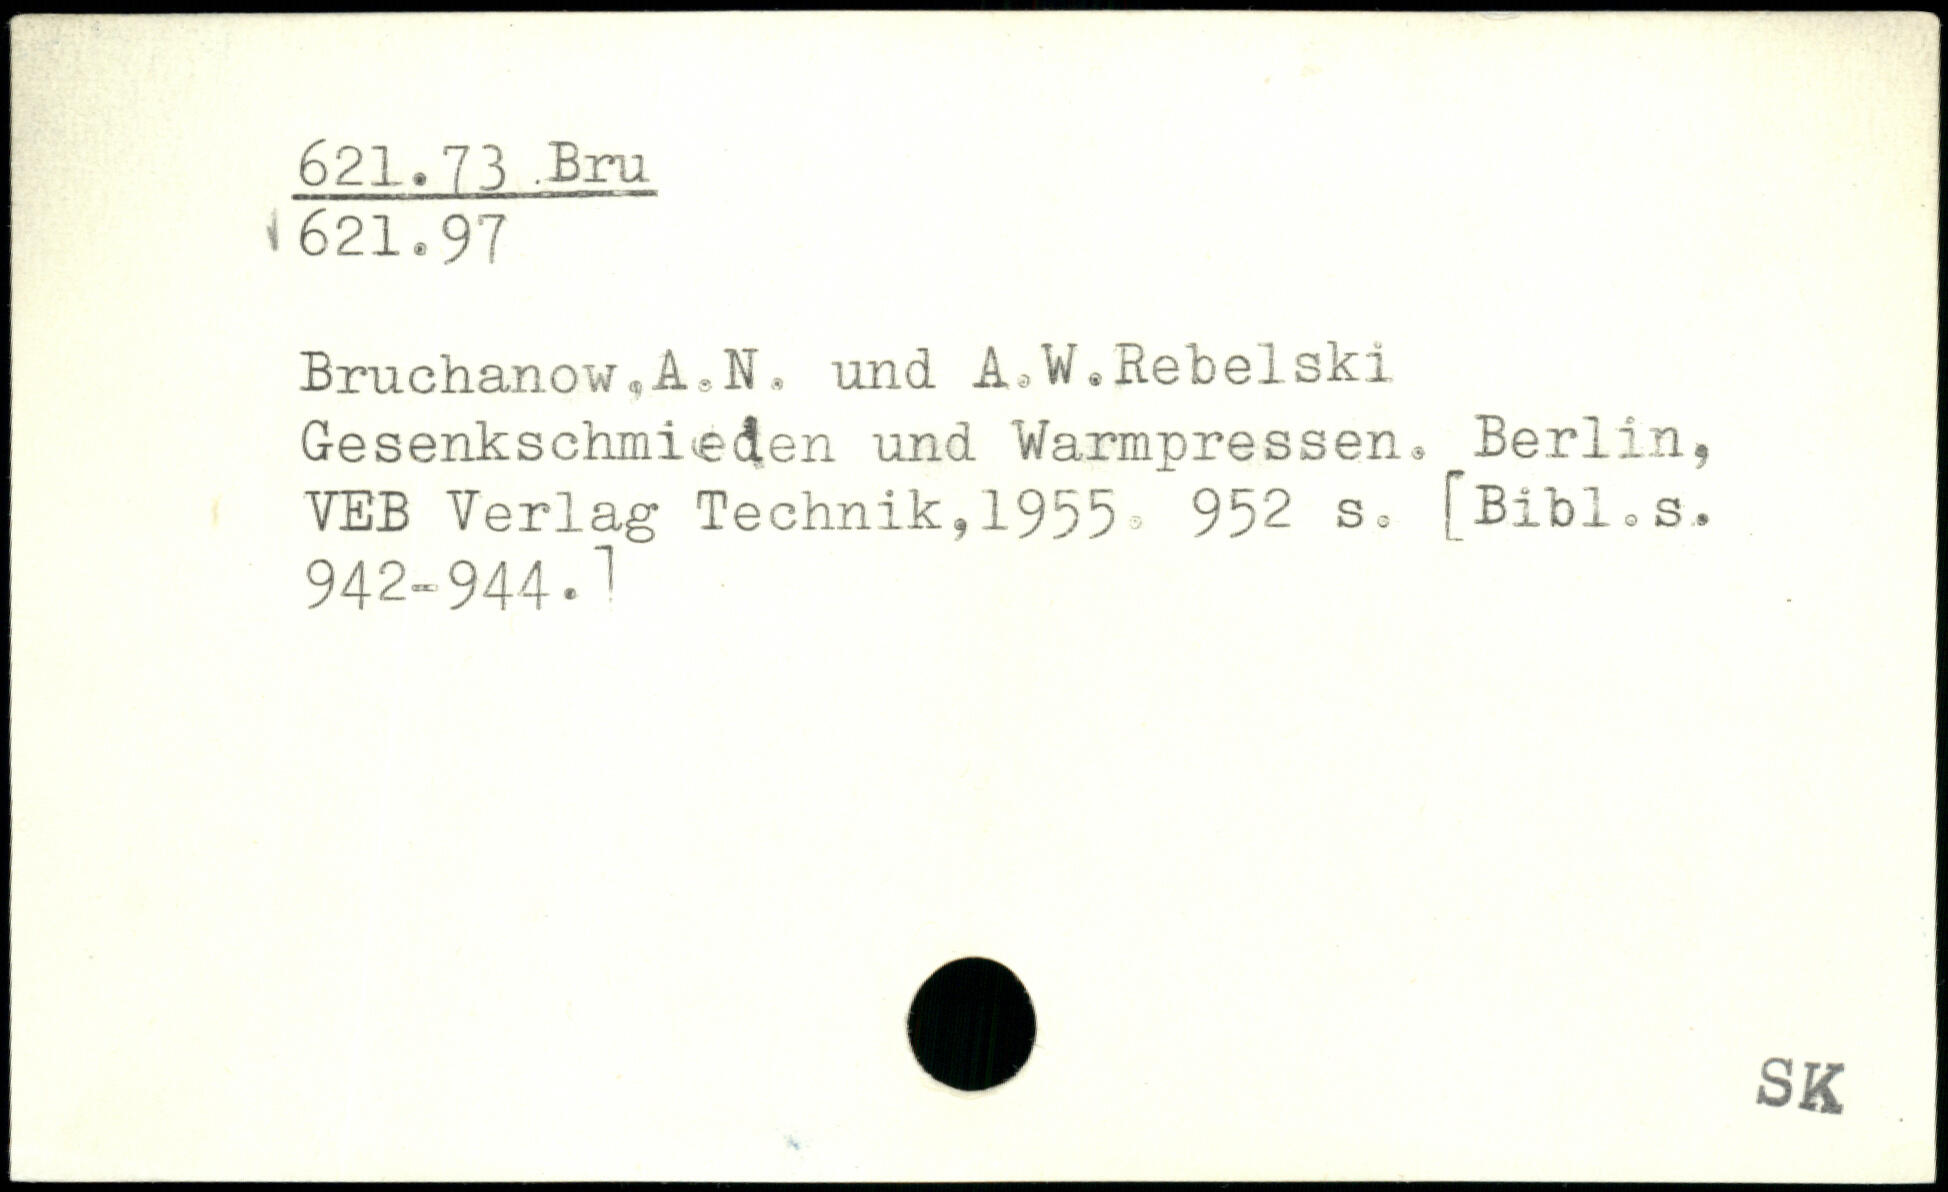 621.73 Bru
621.97
Bruchanow,A.N. und A.W.Rebelski
Gesenkschmieden und Warmpressen. Berlin,
VEB Verlag Technik,1955. 952 s. [Bibl.s.
942-944.]
SK